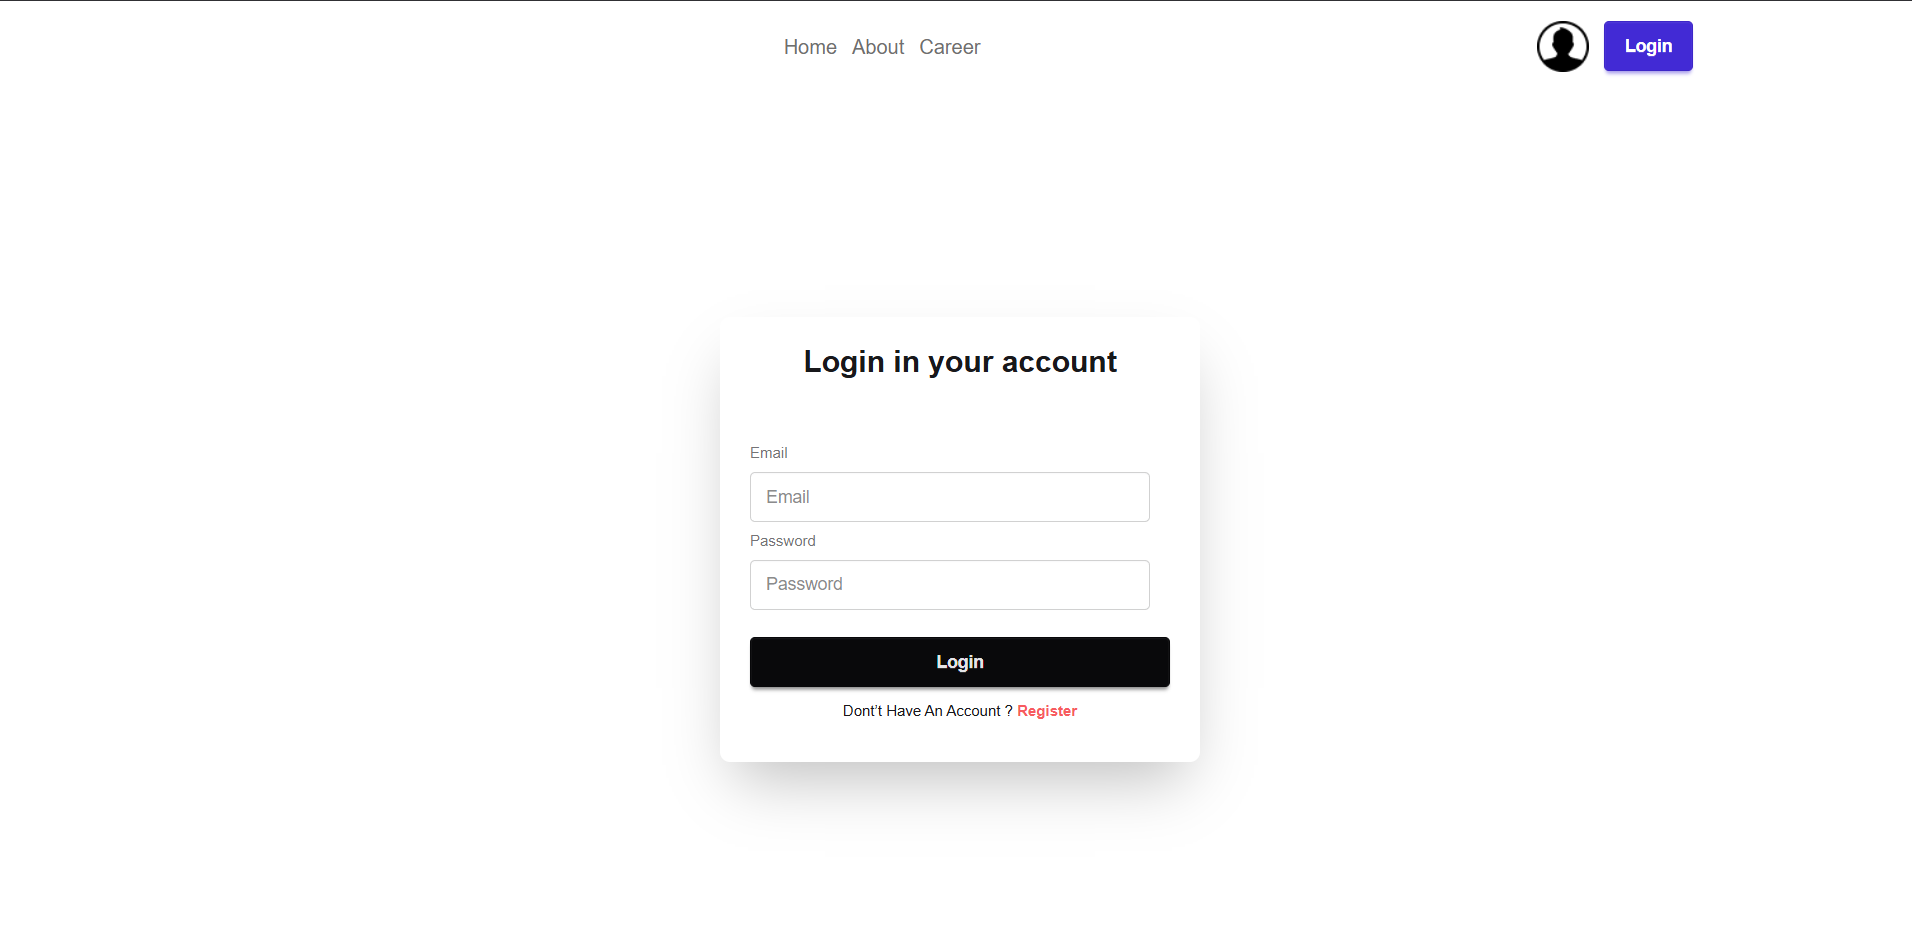 Home About Career
Login
Login in your account
Email
Email
Password
Password
Login
Dont't Have An Account ? Register